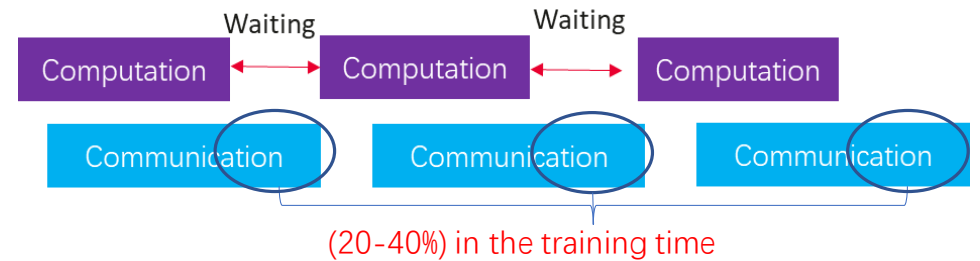 Waiting
Waiting
Computation
Computation
Computation
Communication
Communication
Communication
(20-40%) in the training time